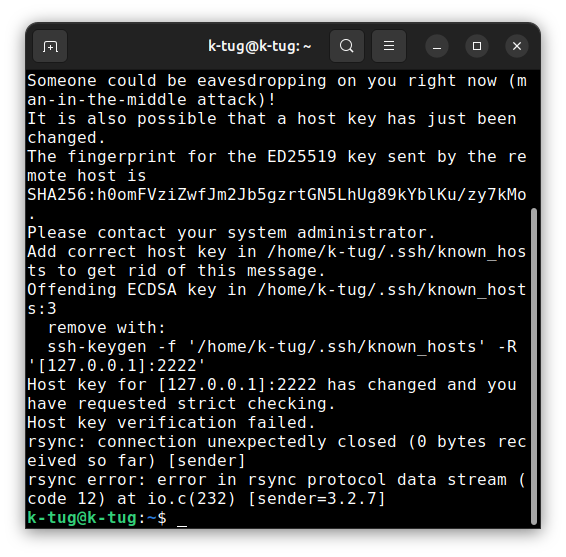 k-tug@k-tug: ~
Someone could be eavesdropping on you right now (m
an-in-the-middle attack)!
It is also possible that a host key has just been
changed.
The fingerprint for the ED25519 key sent by the re
mote host is
SHA256:h0omFVziZwfJm2Jb5gzrtGN5LhUg89kYblKu/zy7kMo
.
Please contact your system administrator.
Add correct host key in /home/k-tug/.ssh/known_hos
ts to get rid of this message.
Offending ECDSA key in /home/k-tug/.ssh/known_host
s:3
  remove with:
  ssh-keygen -f '/home/k-tug/.ssh/known_hosts' -R
'[127.0.0.1]:2222'
Host key for [127.0.0.1]:2222 has changed and you
have requested strict checking.
Host key verification failed.
rsync: connection unexpectedly closed (0 bytes rec
eived so far) [sender]
rsync error: error in rsync protocol data stream (
code 12) at io.c(232) [sender=3.2.7]
k-tug@k-tug:~$ _